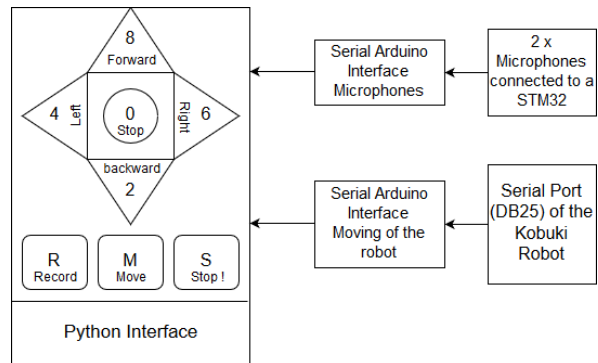 8
Forward
4
Left
0
Stop
Right
6
backward
2
R
Record
M
Move
S
Stop !
Python Interface
Serial Arduino
Interface
Microphones
2 x
Microphones
connected to a
STM32
Serial Arduino
Interface
Moving of the
robot
Serial Port
(DB25) of the
Kobuki
Robot